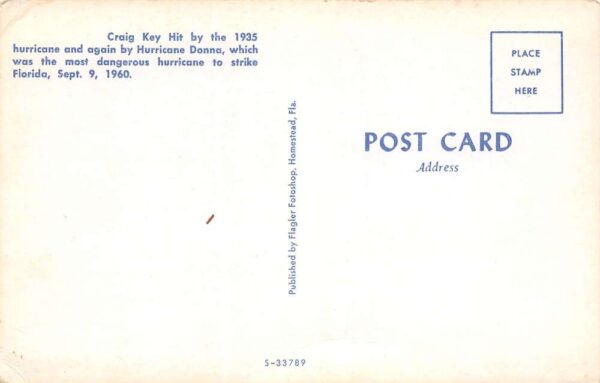 Craig Key Hit by the 1935
hurricane and again by Hurricane Donna, which
was the most dangerous hurricane to strike
Florida, Sept. 9, 1960.
PLACE
STAMP
HERE
POST CARD
Address
Published by Flagler Fotoshop, Homestead, Fla.
S-33789